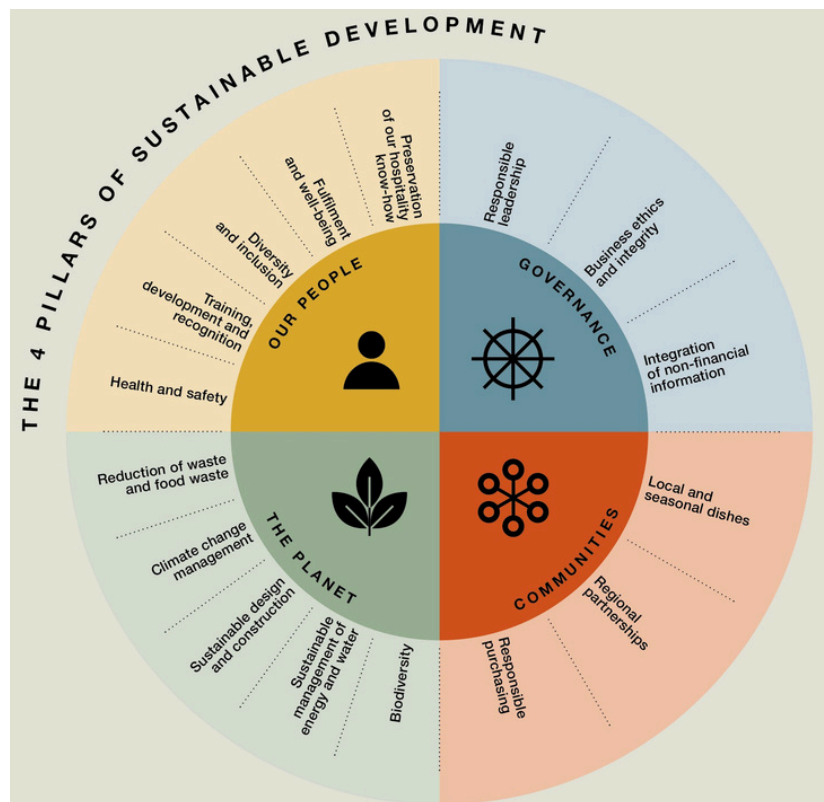 THE 4 PILLARS OF SUSTAINABLE DEVELOPMENT
OUR PEOPLE
Health and safety
Training,
development and
recognition
Diversity
and inclusion
Fulfilment
and well-being
Preservation
of our hospitality
know-how
GOVERNANCE
Responsible
leadership
Business ethics
and integrity
Integration
of non-financial
information
COMMUNITIES
Local and
seasonal dishes
Regional
partnerships
Responsible
purchasing
THE PLANET
Reduction of waste
and food waste
Climate change
management
Sustainable design
and construction
Sustainable
management of
energy and water
Biodiversity